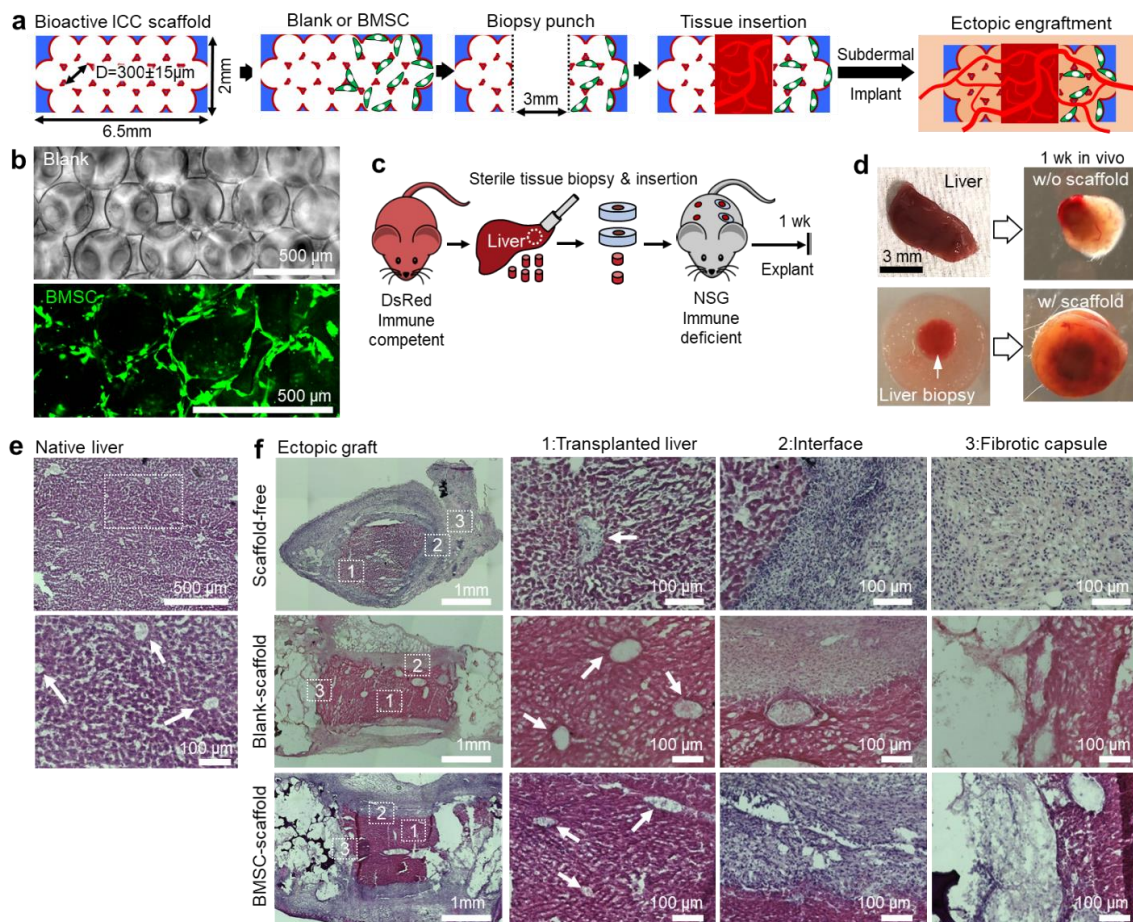 a
Bioactive ICC scaffold
Blank or BMSC
Biopsy punch
Tissue insertion
Ectopic engraftment
D=300±15µm
2mm
6.5mm
3mm
Subdermal
Implant
b
Blank
500 µm
BMSC
500 µm
c
Sterile tissue biopsy & insertion
Liver
1 wk
Explant
DsRed
Immune
competent
NSG
Immune
deficient
d
1 wk in vivo
Liver
w/o scaffold
3 mm
w/ scaffold
Liver biopsy
e
Native liver
500 µm
100 µm
f
Ectopic graft
1:Transplanted liver
2:Interface
3:Fibrotic capsule
Scaffold-free
3
2
1
1mm
100 µm
100 µm
100 µm
Blank-scaffold
2
3
1
1mm
100 µm
100 µm
100 µm
BMSC-scaffold
2
1
3
1mm
100 µm
100 µm
100 µm